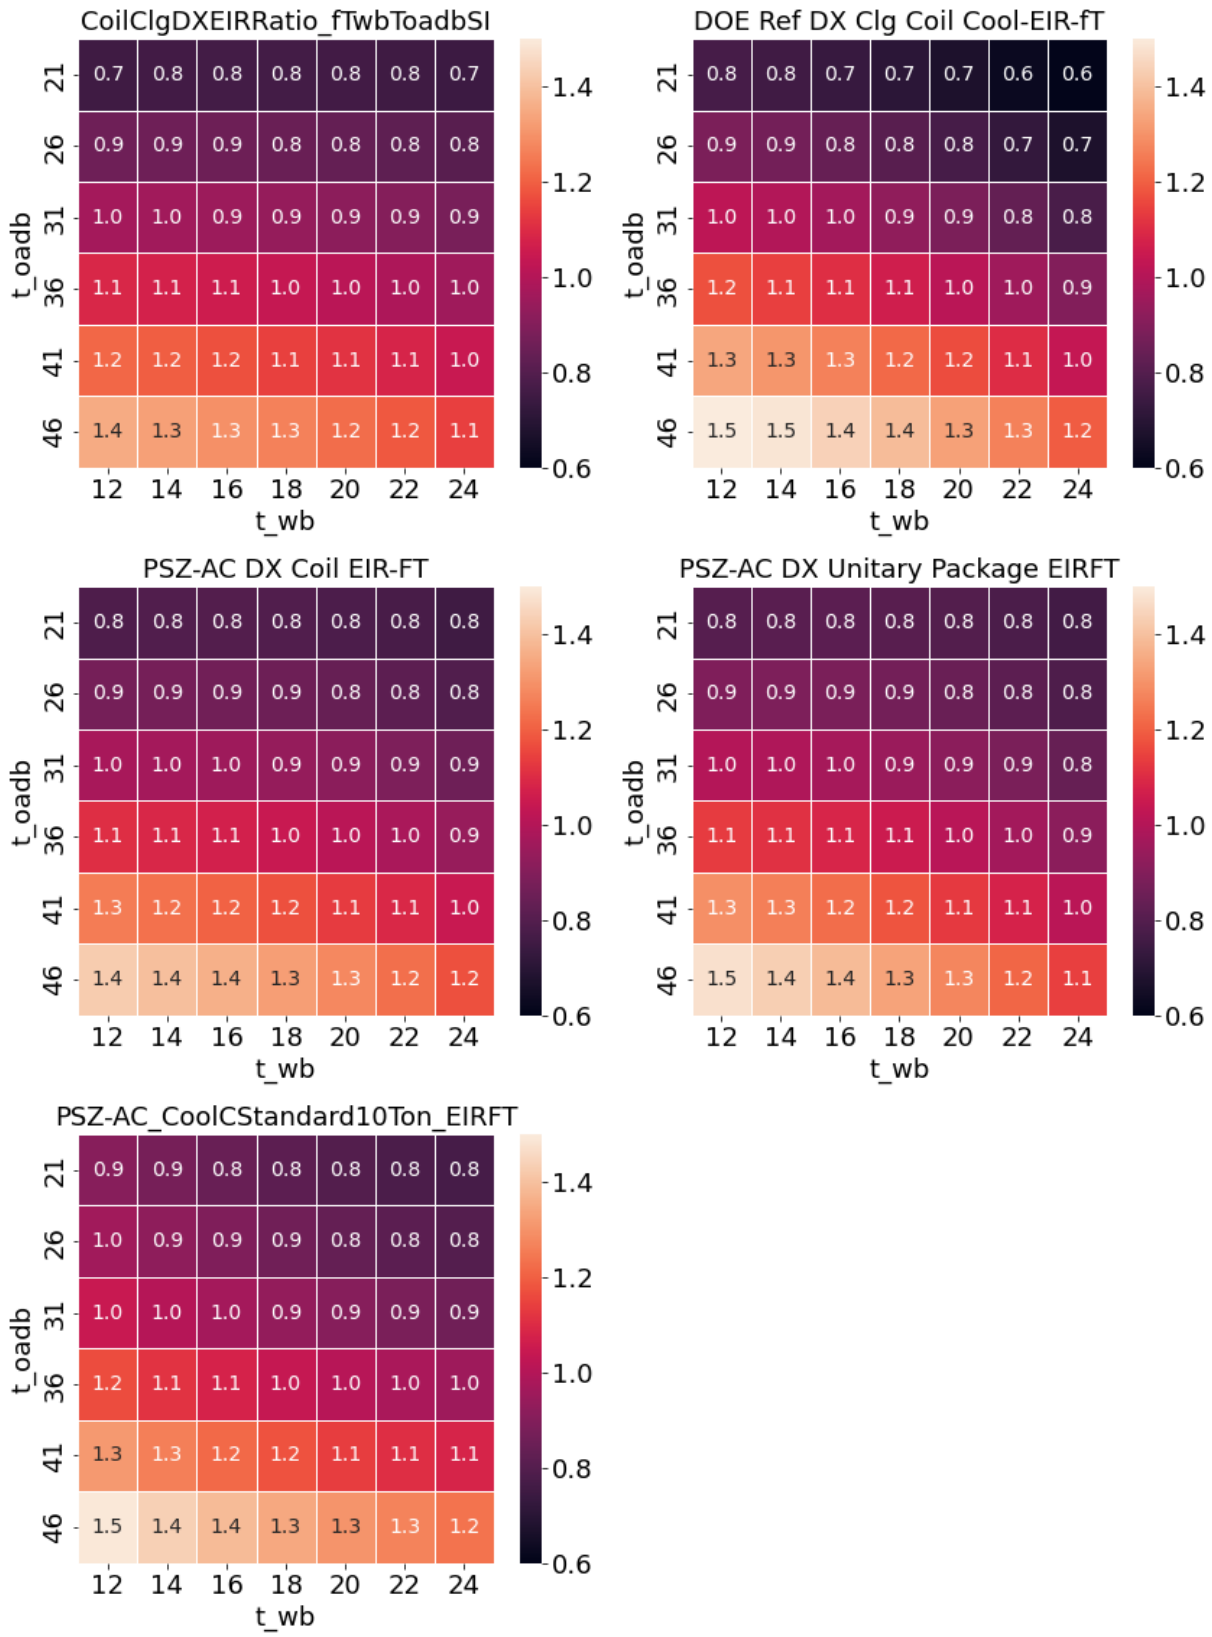 CoilClgDXEIRRatio_fTwbToadbSI
t_oadb
21 0.7 0.8 0.8 0.8 0.8 0.8 0.7
26 0.9 0.9 0.9 0.8 0.8 0.8 0.8
31 1.0 1.0 0.9 0.9 0.9 0.9 0.9
36 1.1 1.1 1.1 1.0 1.0 1.0 1.0
41 1.2 1.2 1.2 1.1 1.1 1.1 1.0
46 1.4 1.3 1.3 1.3 1.2 1.2 1.1
12 14 16 18 20 22 24
t_wb
1.4
1.2
1.0
0.8
0.6
DOE Ref DX Clg Coil Cool-EIR-fT
t_oadb
21 0.8 0.8 0.7 0.7 0.7 0.6 0.6
26 0.9 0.9 0.8 0.8 0.8 0.7 0.7
31 1.0 1.0 1.0 0.9 0.9 0.8 0.8
36 1.2 1.1 1.1 1.1 1.0 1.0 0.9
41 1.3 1.3 1.3 1.2 1.2 1.1 1.0
46 1.5 1.5 1.4 1.4 1.3 1.3 1.2
12 14 16 18 20 22 24
t_wb
1.4
1.2
1.0
0.8
0.6
PSZ-AC DX Coil EIR-FT
t_oadb
21 0.8 0.8 0.8 0.8 0.8 0.8 0.8
26 0.9 0.9 0.9 0.9 0.8 0.8 0.8
31 1.0 1.0 1.0 0.9 0.9 0.9 0.9
36 1.1 1.1 1.1 1.0 1.0 1.0 0.9
41 1.3 1.2 1.2 1.2 1.1 1.1 1.0
46 1.4 1.4 1.4 1.3 1.3 1.2 1.2
12 14 16 18 20 22 24
t_wb
1.4
1.2
1.0
0.8
0.6
PSZ-AC DX Unitary Package EIRFT
t_oadb
21 0.8 0.8 0.8 0.8 0.8 0.8 0.8
26 0.9 0.9 0.9 0.9 0.8 0.8 0.8
31 1.0 1.0 1.0 0.9 0.9 0.9 0.8
36 1.1 1.1 1.1 1.1 1.0 1.0 0.9
41 1.3 1.3 1.2 1.2 1.1 1.1 1.0
46 1.5 1.4 1.4 1.3 1.3 1.2 1.1
12 14 16 18 20 22 24
t_wb
1.4
1.2
1.0
0.8
0.6
PSZ-AC_CoolCStandard10Ton_EIRFT
t_oadb
21 0.9 0.9 0.8 0.8 0.8 0.8 0.8
26 1.0 0.9 0.9 0.9 0.8 0.8 0.8
31 1.0 1.0 1.0 0.9 0.9 0.9 0.9
36 1.2 1.1 1.1 1.0 1.0 1.0 1.0
41 1.3 1.3 1.2 1.2 1.1 1.1 1.1
46 1.5 1.4 1.4 1.3 1.3 1.3 1.2
12 14 16 18 20 22 24
t_wb
1.4
1.2
1.0
0.8
0.6